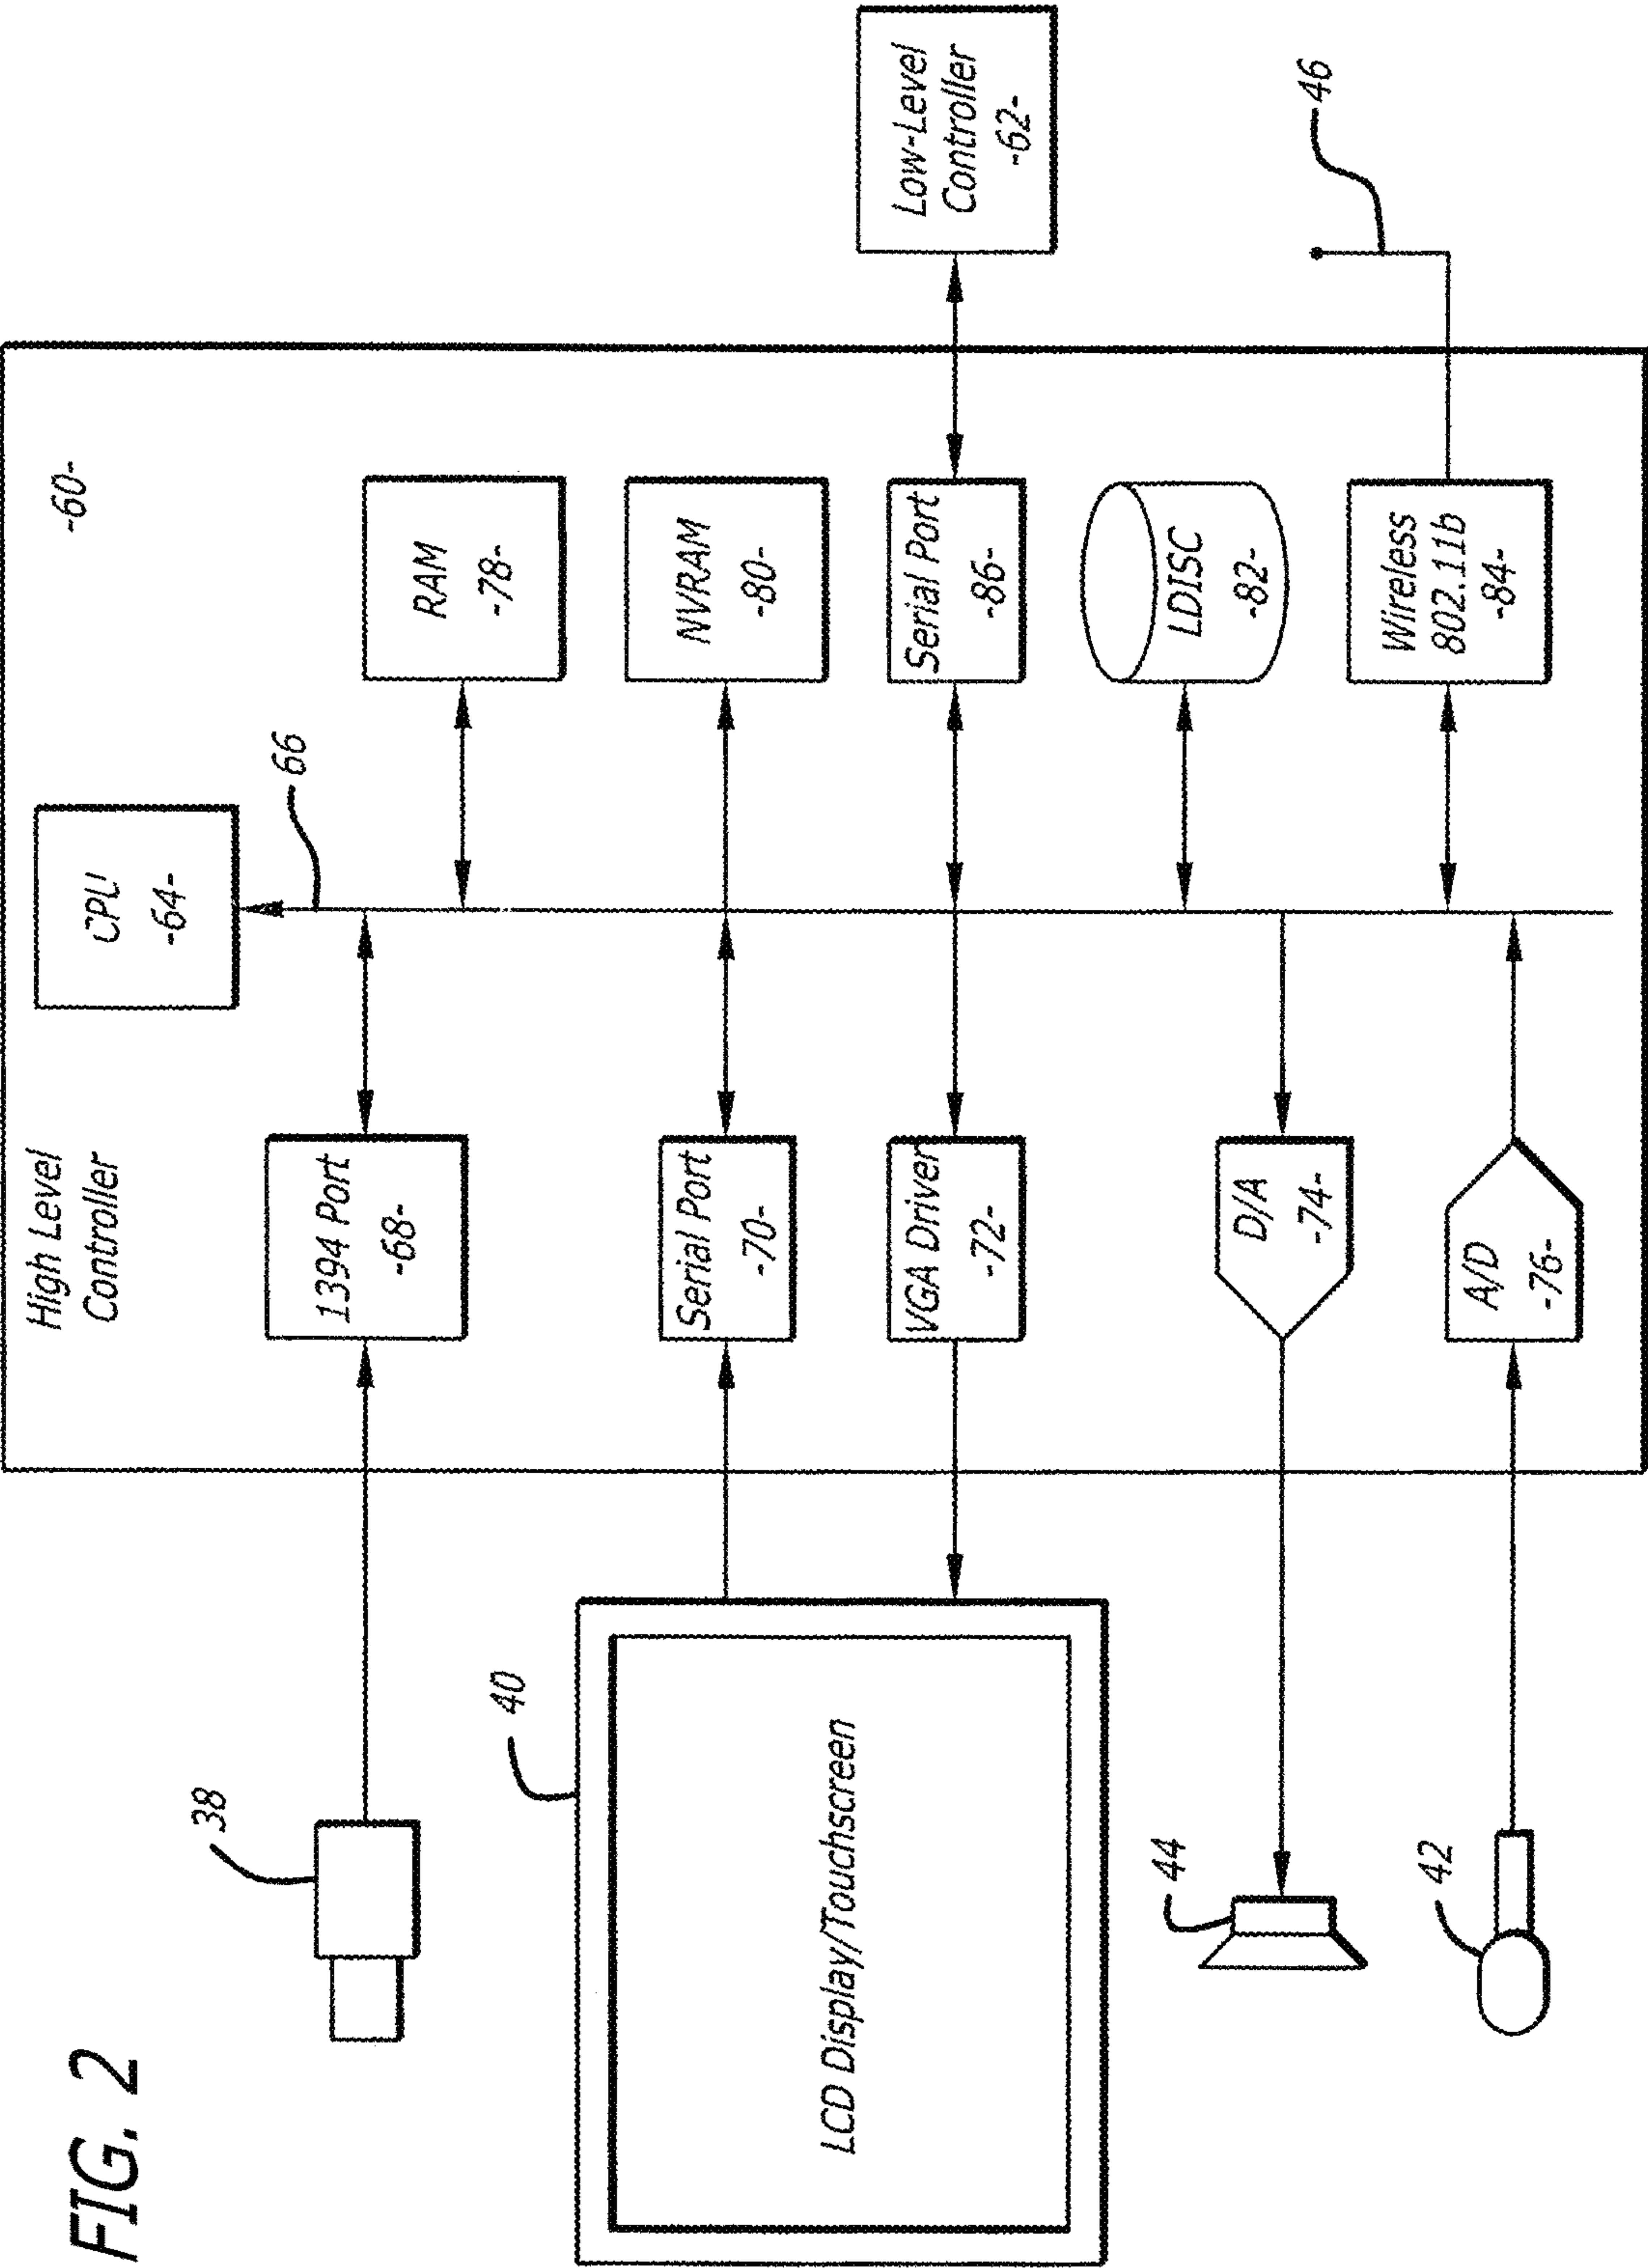 FIG. 2
High Level
Controller
-60-
CPU
-64-
66
38
1394 Port
-68-
RAM
-78-
40
LCD Display/Touchscreen
Serial Port
-70-
NVRAM
-80-
VGA Driver
-72-
Serial Port
-86-
Low-Level
Controller
-62-
44
D/A
-74-
LDISC
-82-
42
A/D
-76-
Wireless
802.11b
-84-
46